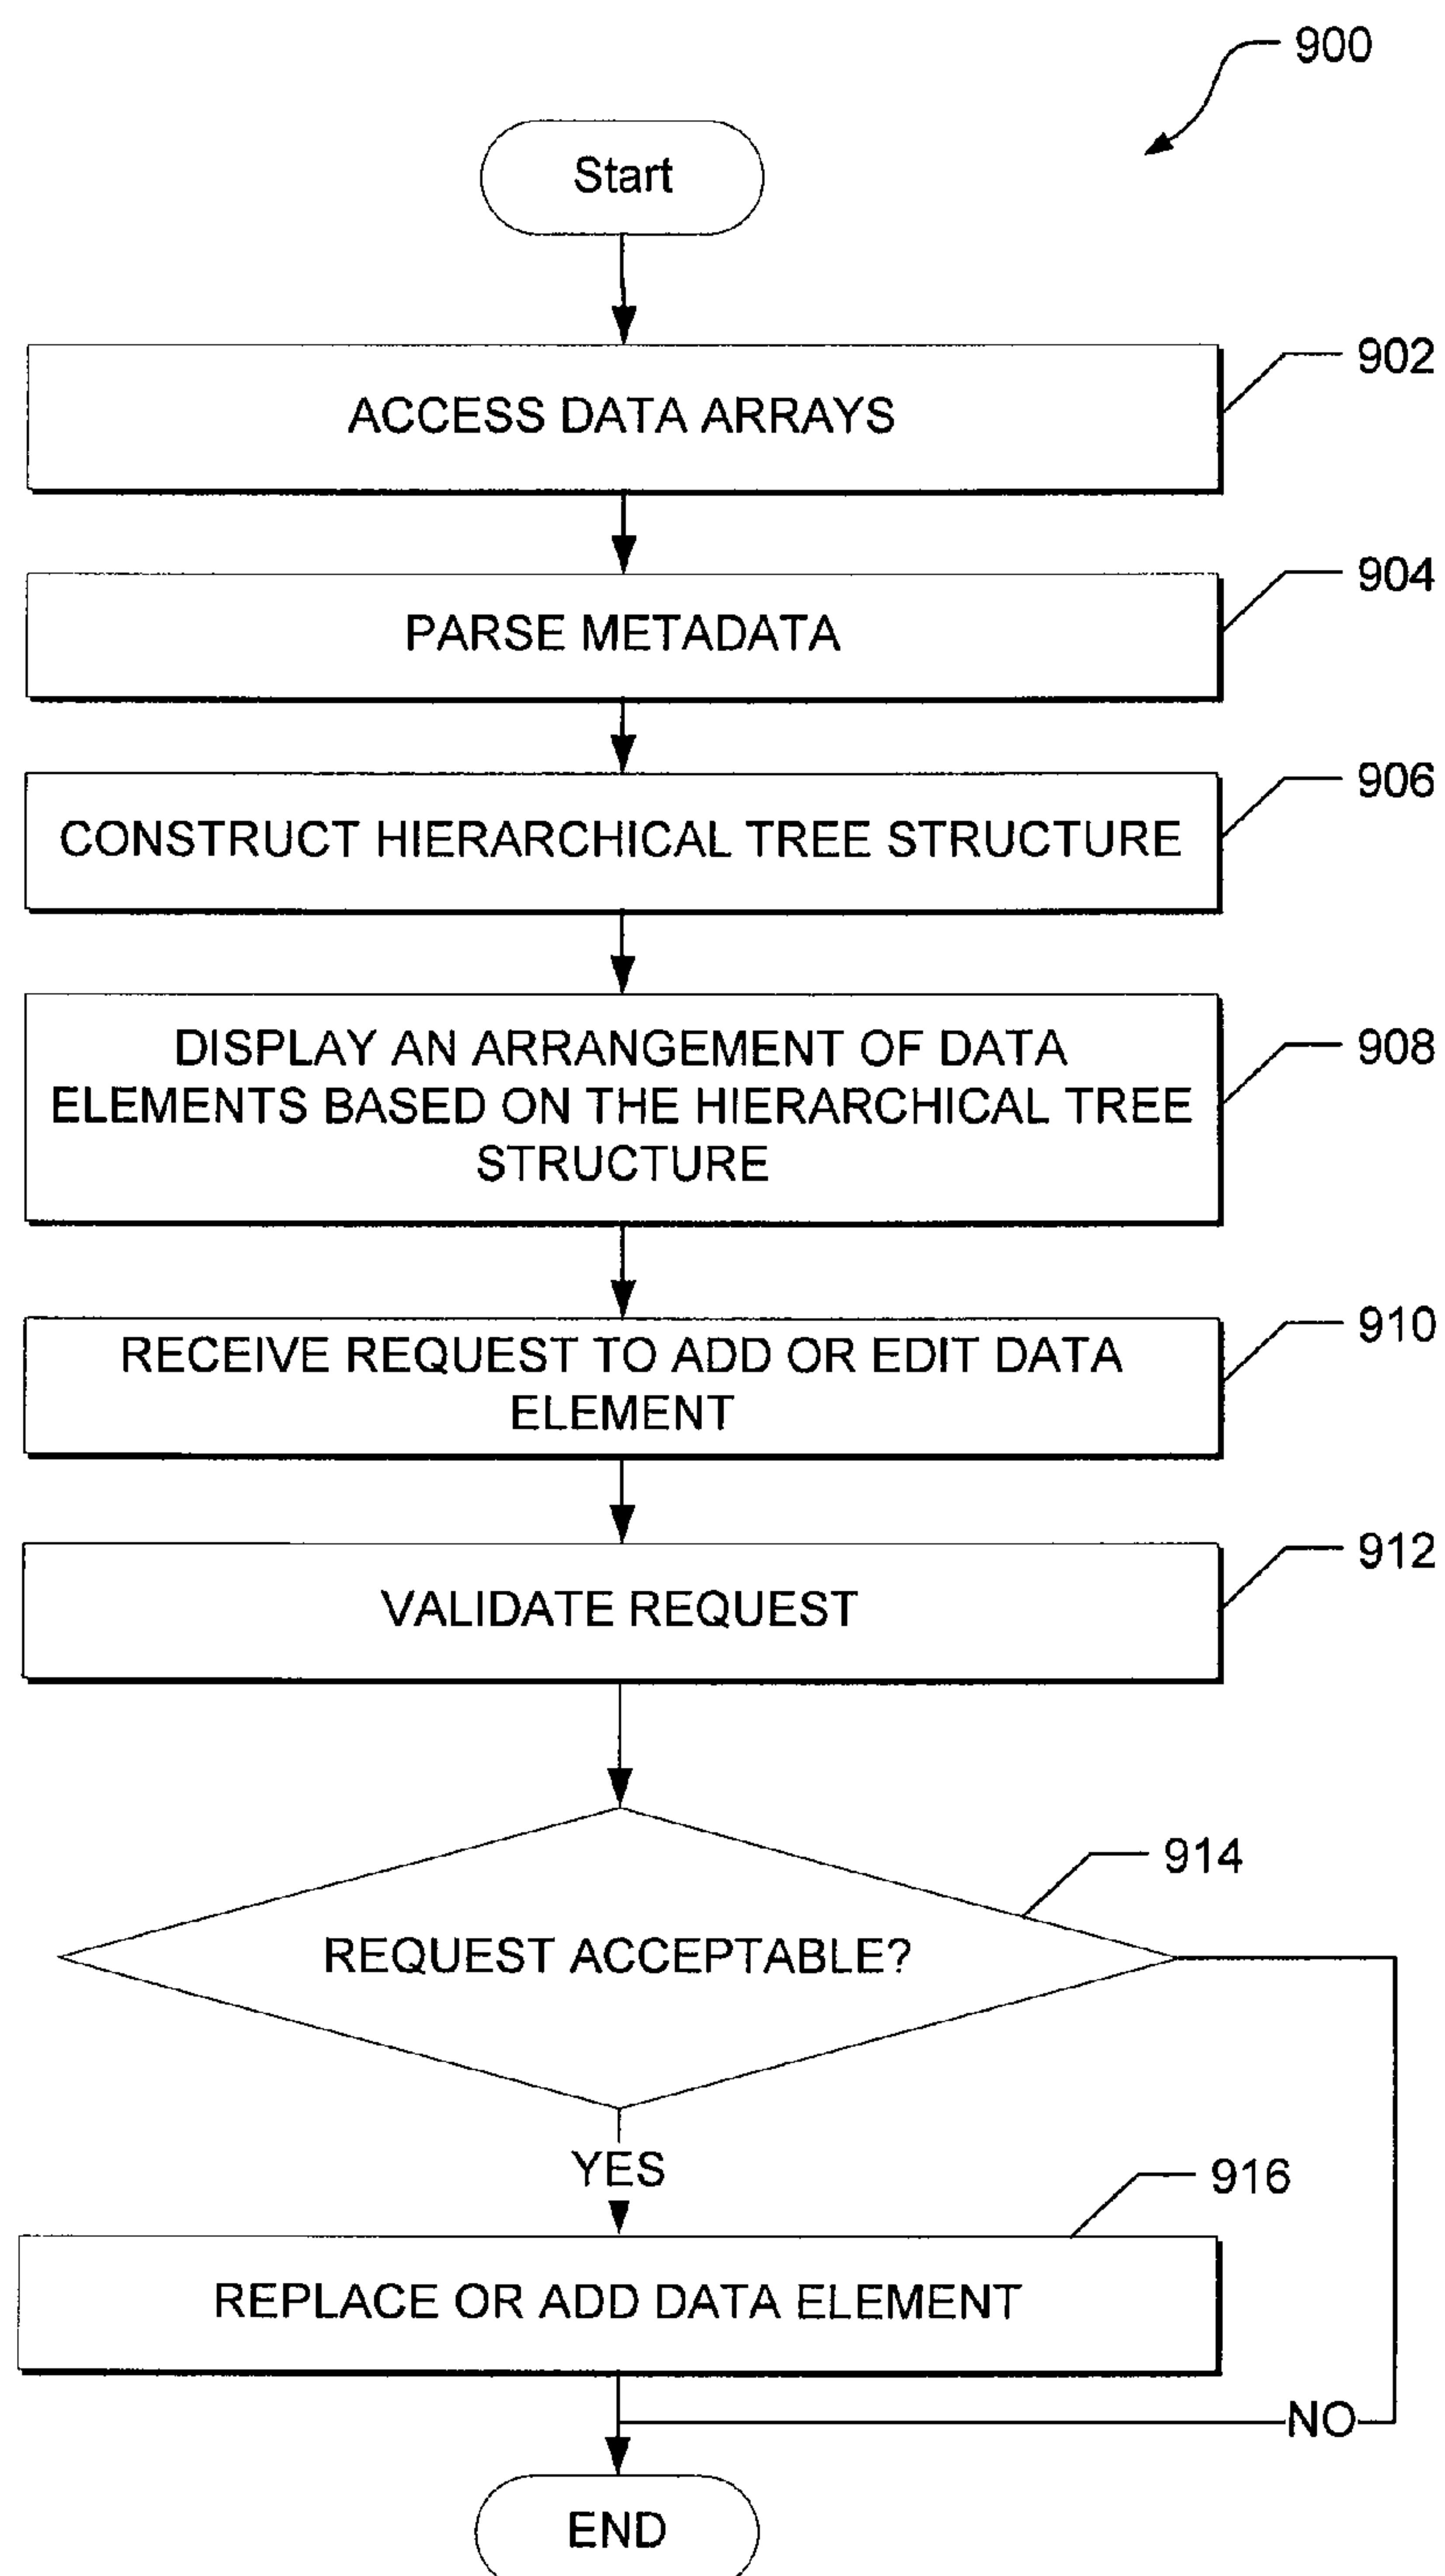 900
Start
902
ACCESS DATA ARRAYS
904
PARSE METADATA
906
CONSTRUCT HIERARCHICAL TREE STRUCTURE
908
DISPLAY AN ARRANGEMENT OF DATA
ELEMENTS BASED ON THE HIERARCHICAL TREE
STRUCTURE
910
RECEIVE REQUEST TO ADD OR EDIT DATA
ELEMENT
912
VALIDATE REQUEST
914
REQUEST ACCEPTABLE?
YES
916
REPLACE OR ADD DATA ELEMENT
NO
END